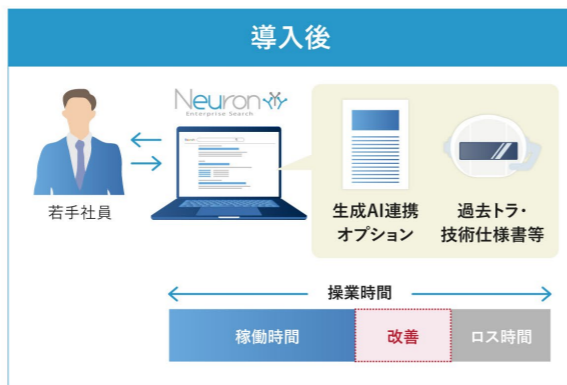 導入後
Neuron
Enterprise Search
若手社員
生成AI連携
オプション
過去トラ・
技術仕様書等
操業時間
稼働時間
改善
ロス時間